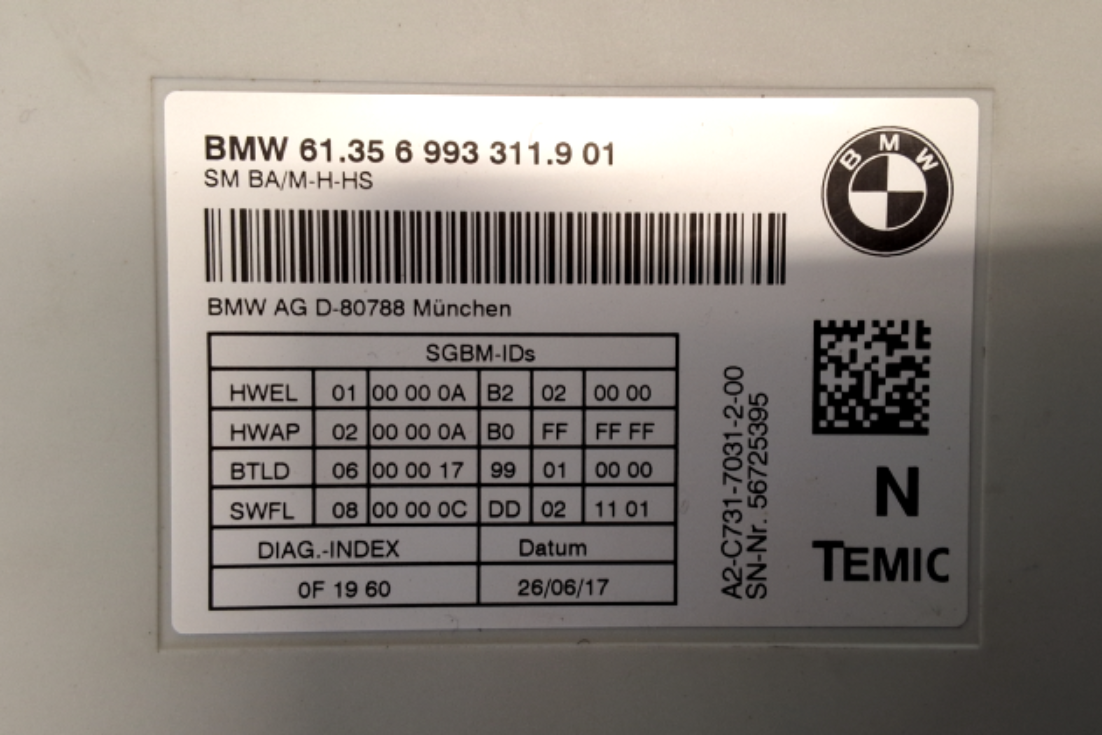 BMW 61.35 6 993 311.9 01
SM BA/M-H-HS
BMW
BMW AG D-80788 München
SGBM-IDs
HWEL 01 00 00 0A B2 02 00 00
HWAP 02 00 00 0A B0 FF FF FF
BTLD 06 00 00 17 99 01 00 00
SWFL 08 00 00 0C DD 02 11 01
DIAG.-INDEX Datum
0F 19 60 26/06/17
A2-C731-7031-2-00
SN-Nr. 56725395
N
TEMIC